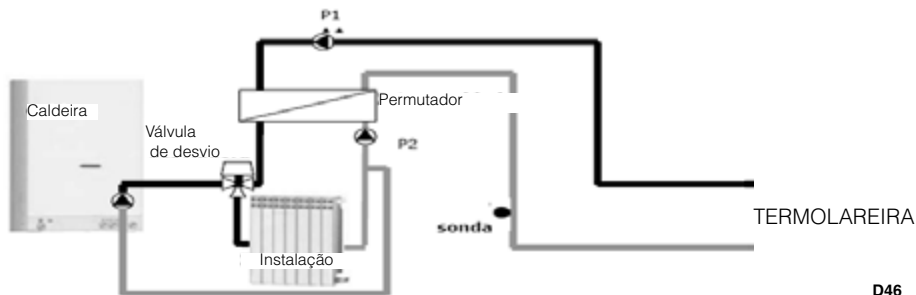 P1
Caldeira
Permutador
Válvula
de desvio
P2
sonda
TERMOLAREIRA
Instalação
D46